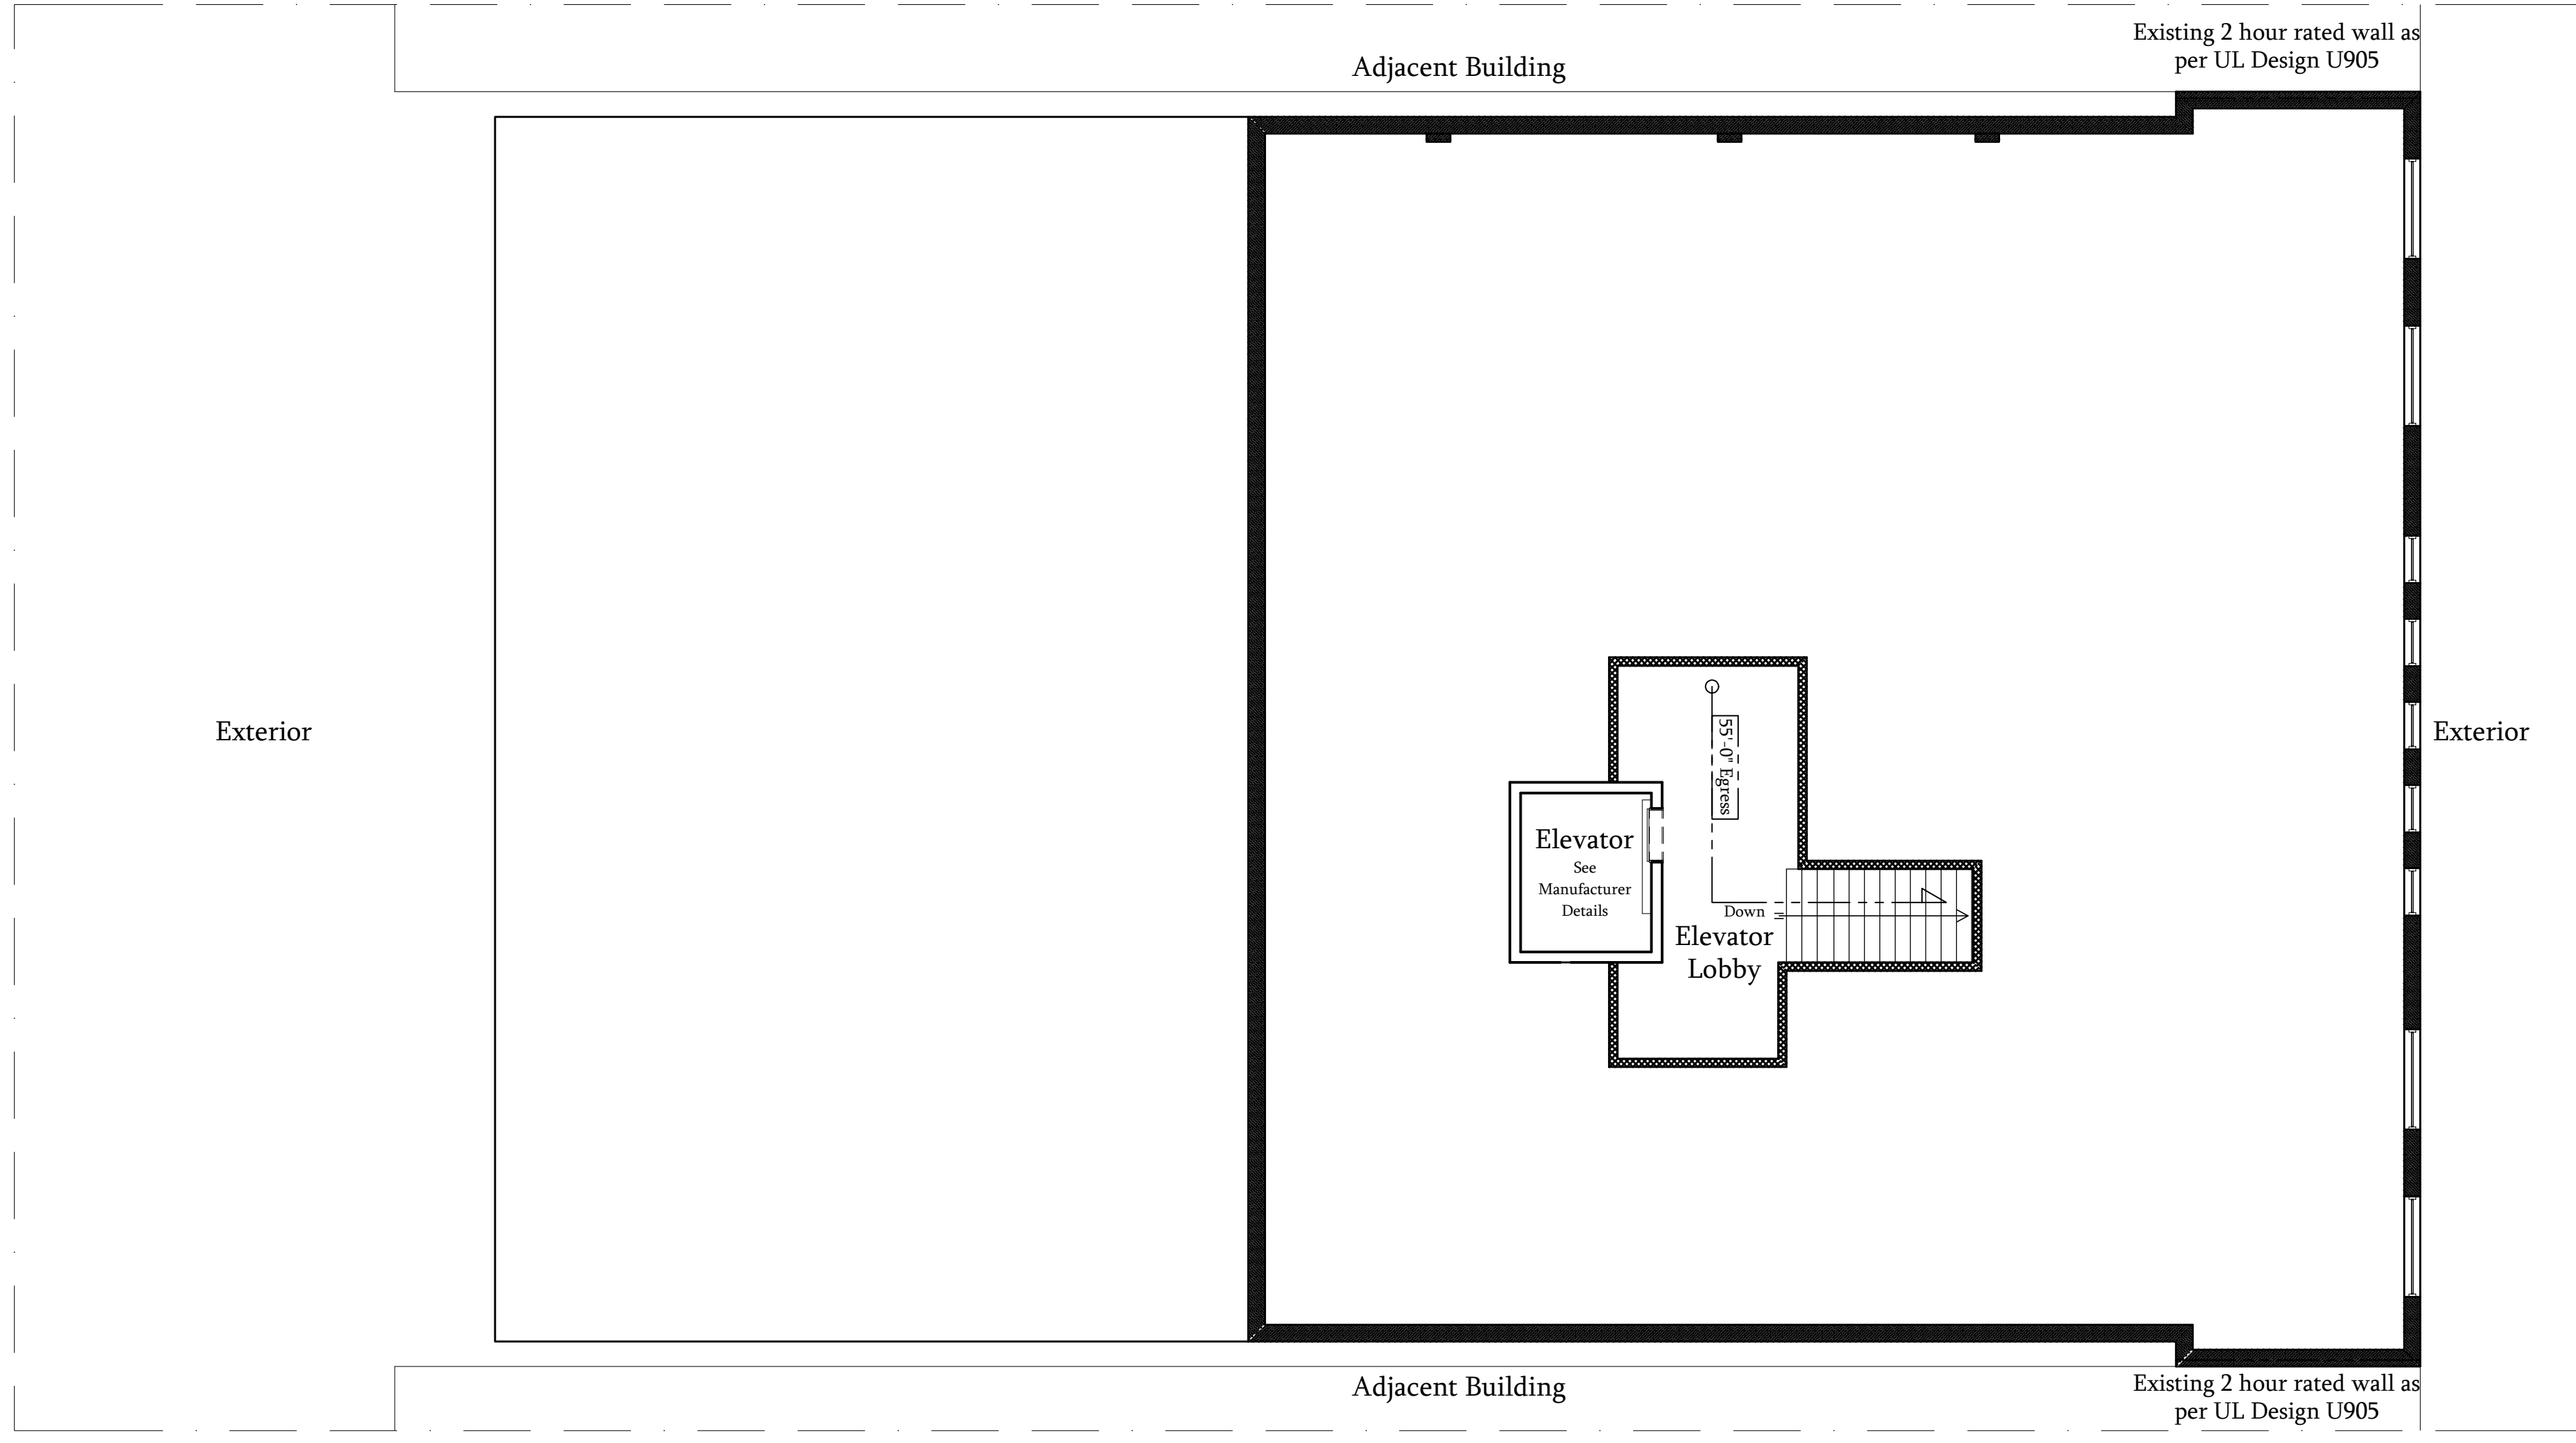 Existing 2 hour rated wall as
per UL Design U905
Adjacent Building
Exterior
Exterior
55'-0" Egress
Elevator
See
Manufacturer
Details
Down
Elevator
Lobby
Adjacent Building
Existing 2 hour rated wall as
per UL Design U905